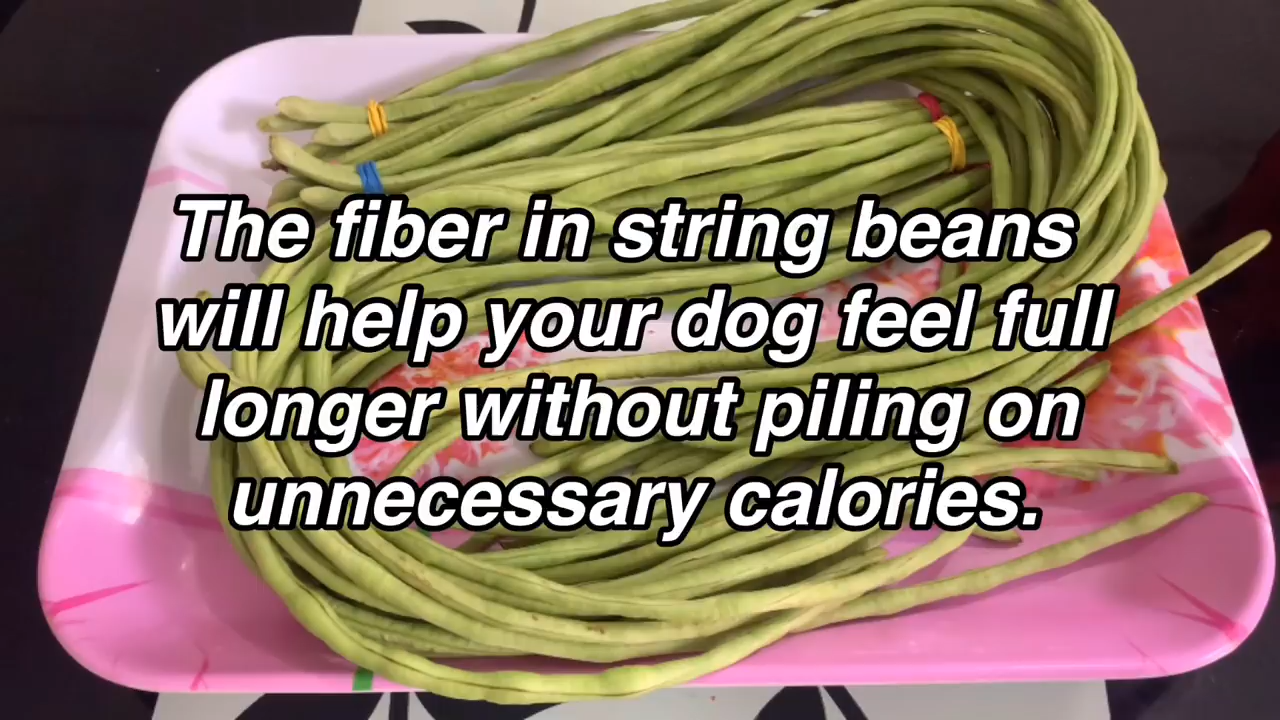 The fiber in string beans
will help your dog feel full
longer without piling on
unnecessary calories.